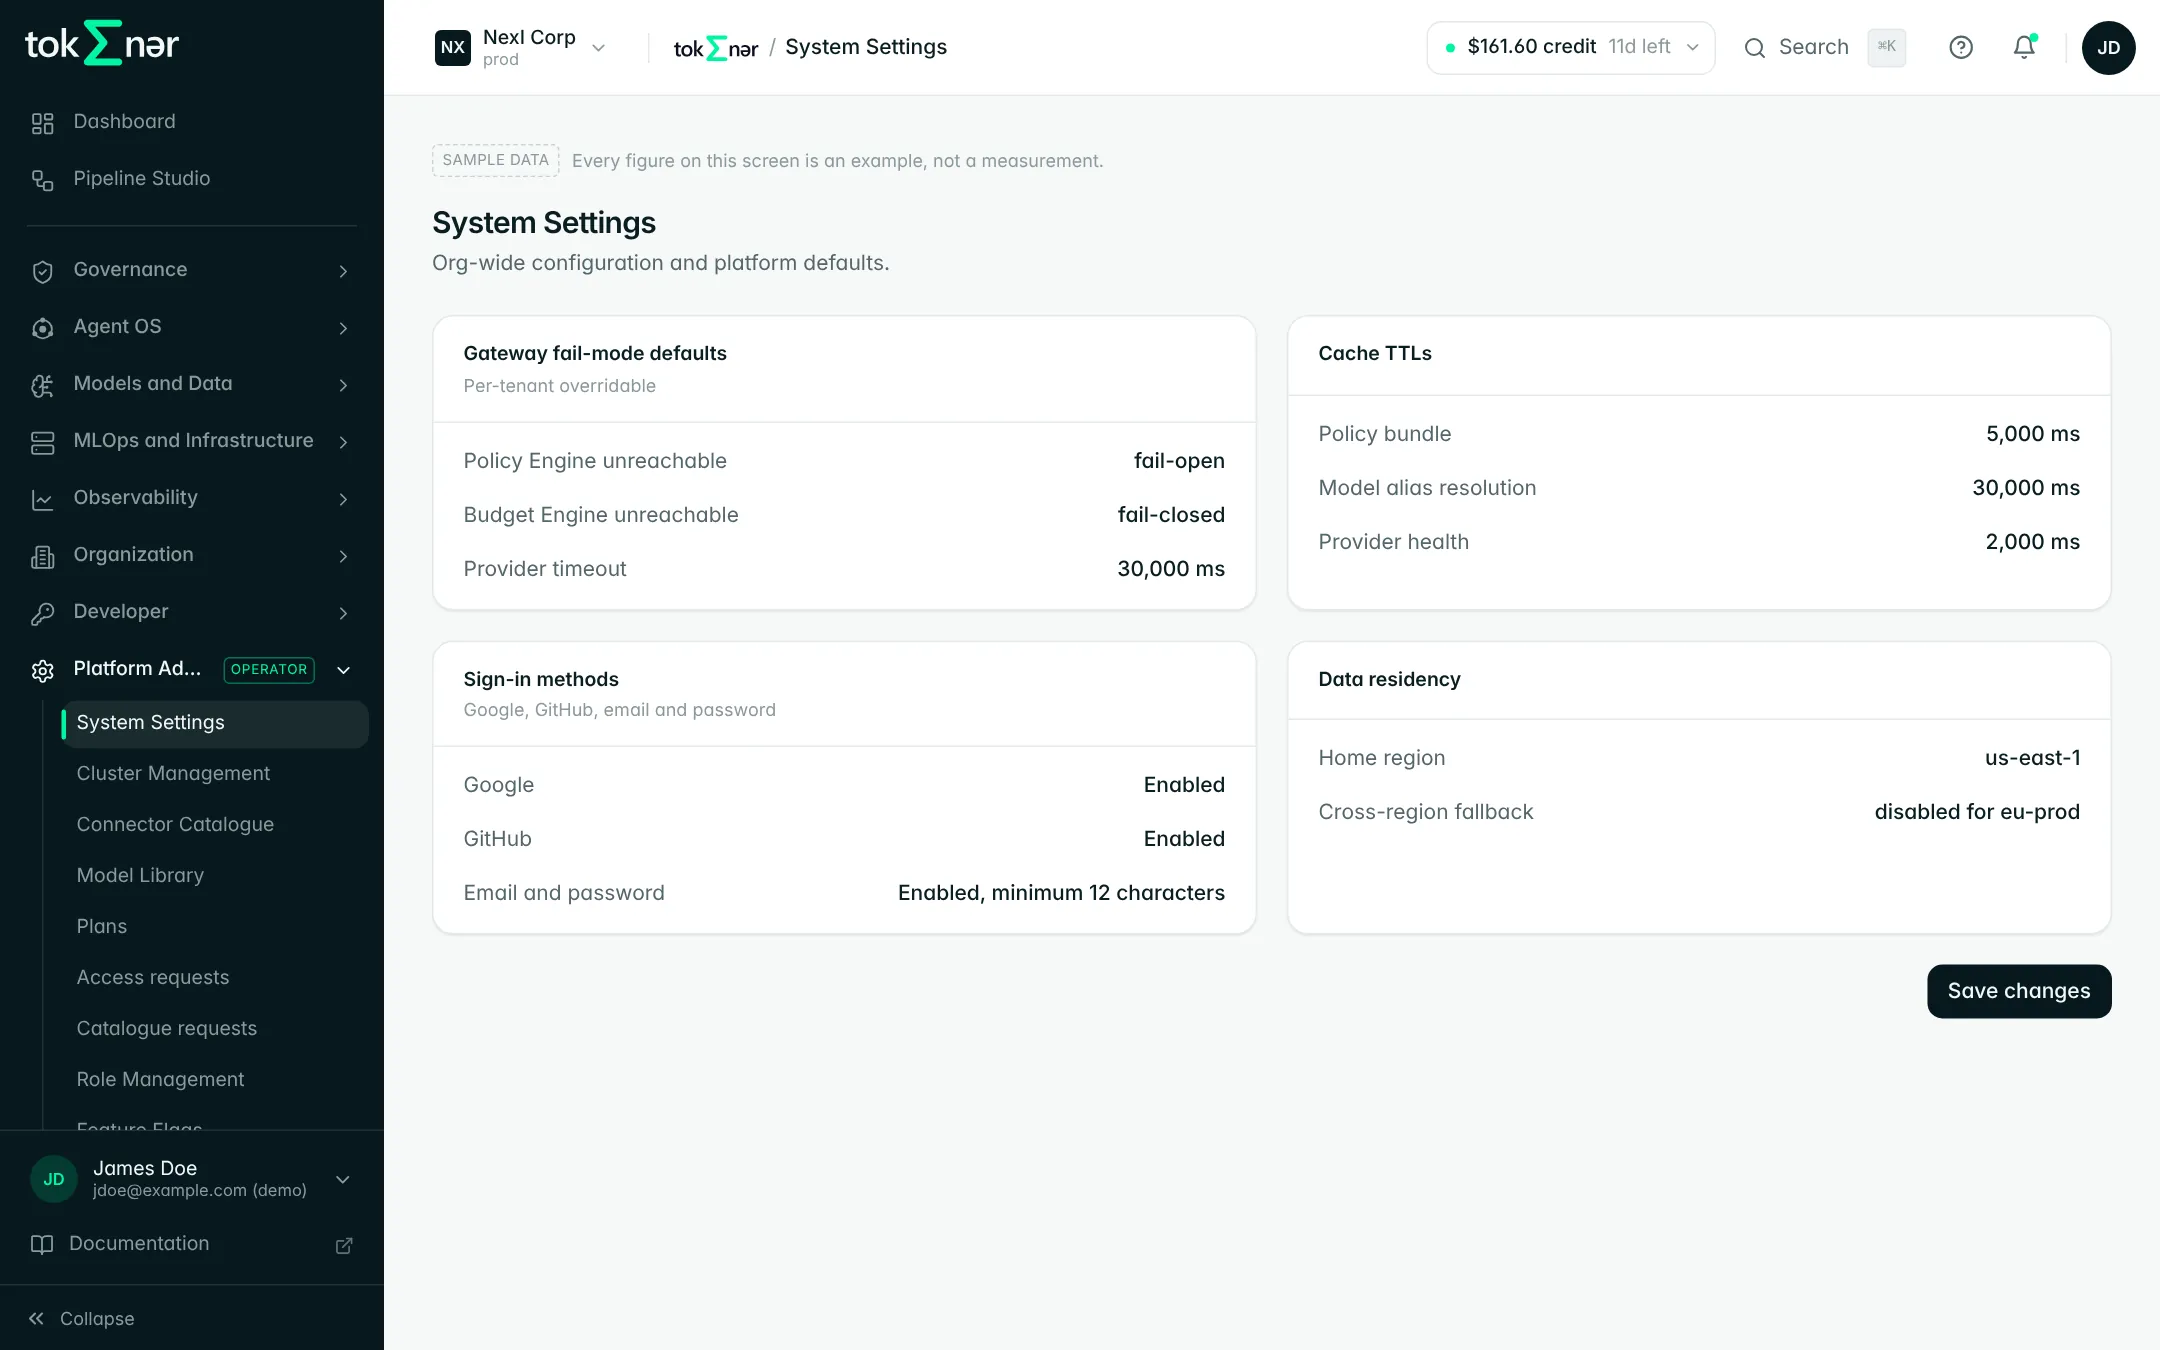 tokΣnər
Dashboard
Pipeline Studio
Governance
Agent OS
Models and Data
MLOps and Infrastructure
Observability
Organization
Developer
Platform Ad... OPERATOR
System Settings
Cluster Management
Connector Catalogue
Model Library
Plans
Access requests
Catalogue requests
Role Management
Feature Flags
JD
James Doe
jdoe@example.com (demo)
Documentation
Collapse
NX
Nexl Corp
prod
tokΣnər / System Settings
$161.60 credit 11d left
Search ⌘K
JD
SAMPLE DATA Every figure on this screen is an example, not a measurement.
System Settings
Org-wide configuration and platform defaults.
Gateway fail-mode defaults
Per-tenant overridable
Policy Engine unreachable fail-open
Budget Engine unreachable fail-closed
Provider timeout 30,000 ms
Cache TTLs
Policy bundle 5,000 ms
Model alias resolution 30,000 ms
Provider health 2,000 ms
Sign-in methods
Google, GitHub, email and password
Google Enabled
GitHub Enabled
Email and password Enabled, minimum 12 characters
Data residency
Home region us-east-1
Cross-region fallback disabled for eu-prod
Save changes